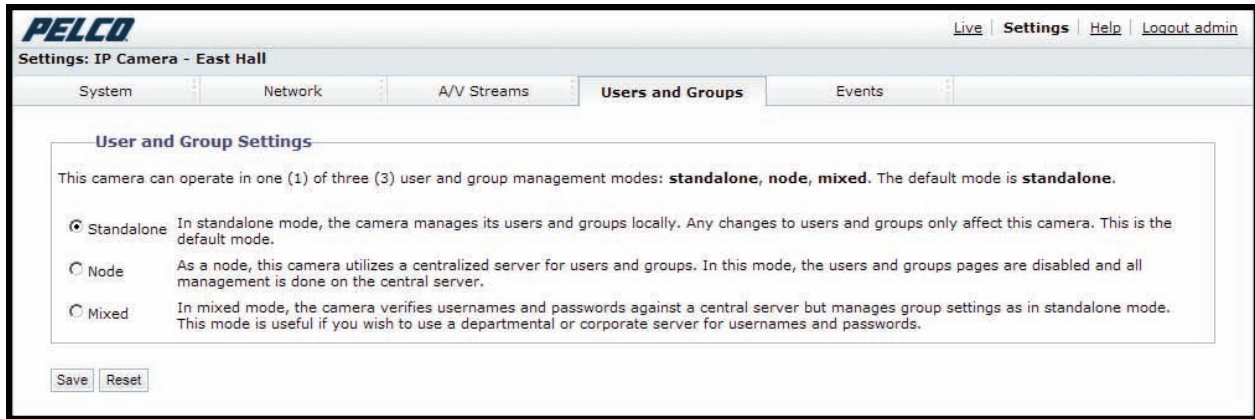 PELCO
Live | Settings | Help | Logout admin
Settings: IP Camera - East Hall
System Network A/V Streams Users and Groups Events
User and Group Settings
This camera can operate in one (1) of three (3) user and group management modes: standalone, node, mixed. The default mode is standalone.
Standalone In standalone mode, the camera manages its users and groups locally. Any changes to users and groups only affect this camera. This is the
default mode.
Node As a node, this camera utilizes a centralized server for users and groups. In this mode, the users and groups pages are disabled and all
management is done on the central server.
Mixed In mixed mode, the camera verifies usernames and passwords against a central server but manages group settings as in standalone mode.
This mode is useful if you wish to use a departmental or corporate server for usernames and passwords.
Save Reset